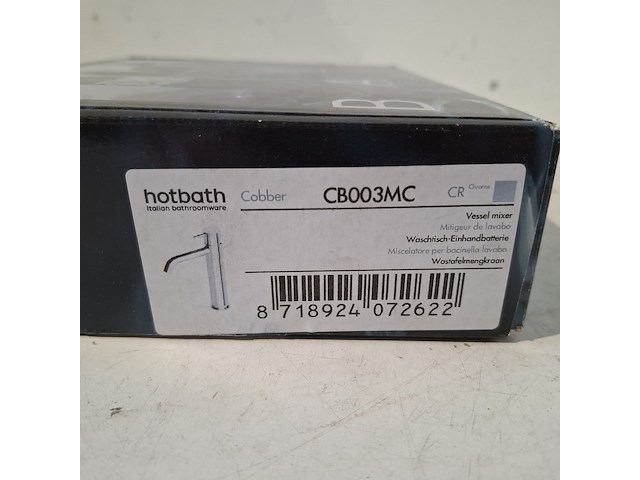 B
hotbath Cobber CB003MC CR Chrome
italian bathroomware
Vessel mixer
Mitigeur de lavabo
Waschtisch-Einhandbatterie
Miscelatore per bacinella lavabo
Wastafelmengkraan
8 718924 072622